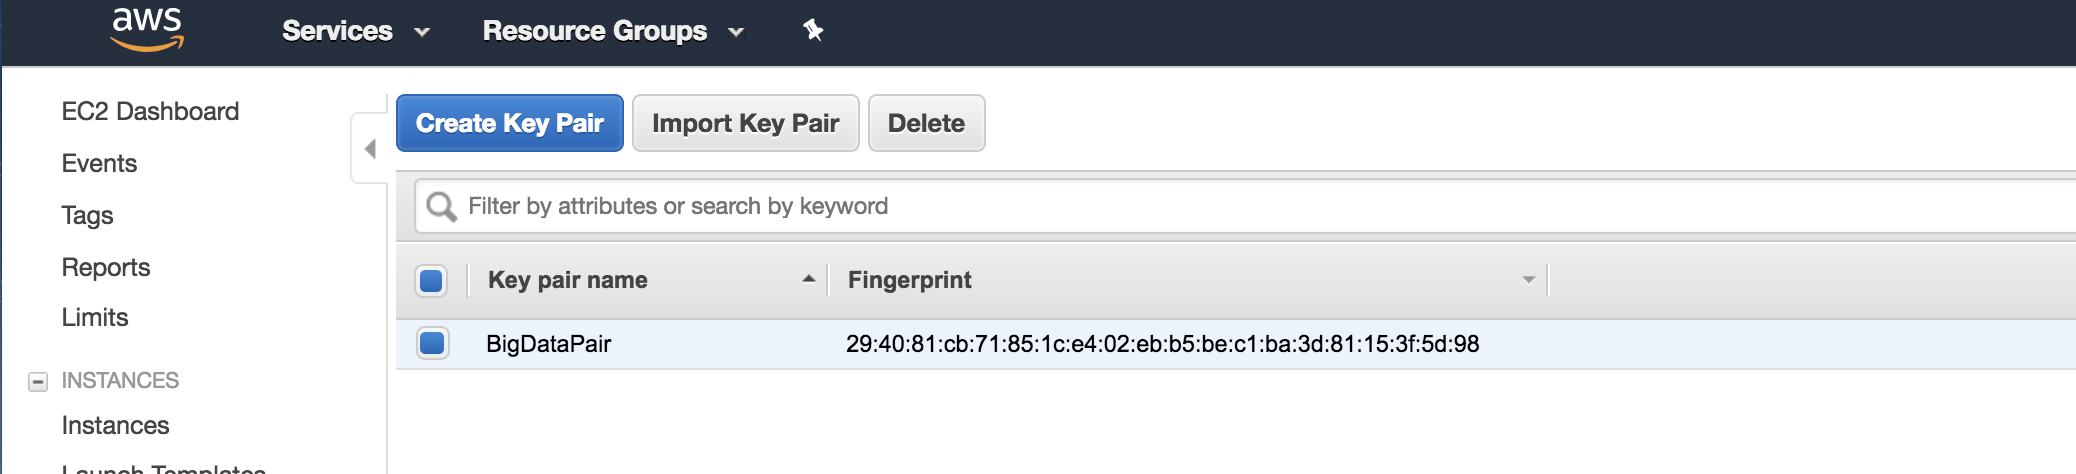 aws Services Resource Groups
Create Key Pair Import Key Pair Delete
Filter by attributes or search by keyword
Key pair name Fingerprint
BigDataPair 29:40:81:cb:71:85:1c:e4:02:eb:b5:be:c1:ba:3d:81:15:3f:5d:98
EC2 Dashboard
Events
Tags
Reports
Limits
INSTANCES
Instances
Launch Templates